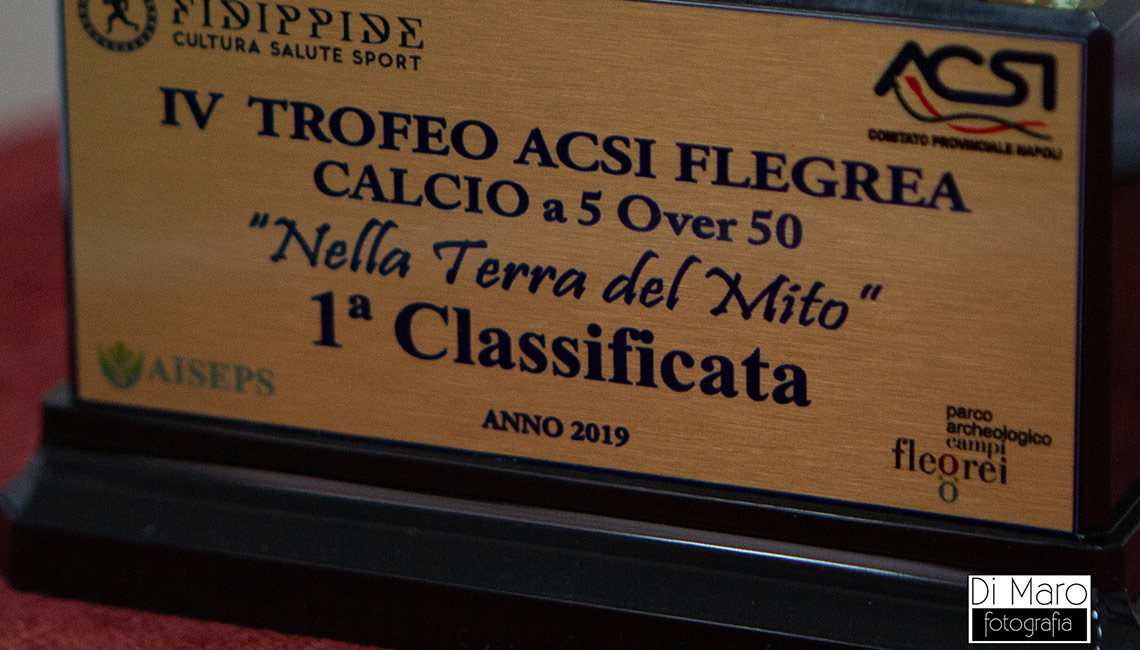 FIDIPPIDE
CULTURA SALUTE SPORT
ACSI
COMITATO PROVINCIALE NAPOLI
IV TROFEO ACSI FLEGREA
CALCIO a 5 Over 50
"Nella Terra del Mito"
1ª Classificata
AISEPS
ANNO 2019
parco
archeologico
campi
flegrei
Di Maro
fotografia